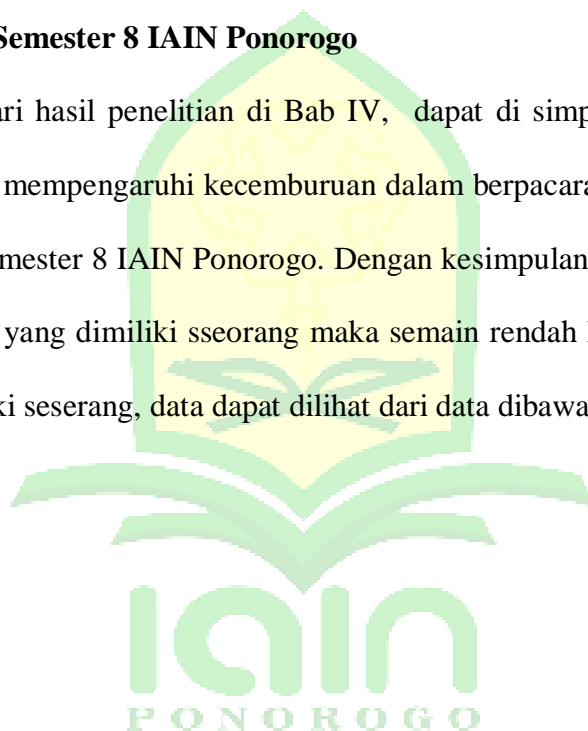 Semester 8 IAIN Ponorogo
ari hasil penelitian di Bab IV, dapat di simp
mempengaruhi kecemburuan dalam berpacara
mester 8 IAIN Ponorogo. Dengan kesimpulan
yang dimiliki sseorang maka semain rendah
ki seserang, data dapat dilihat dari data dibawa
iain
PONOROGO